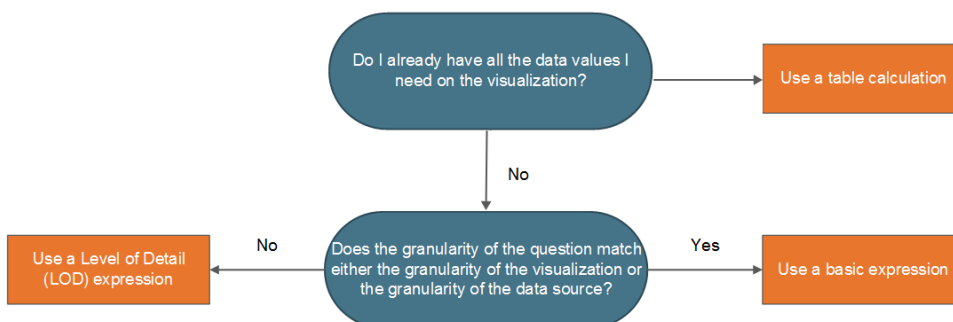 Do I already have all the data values I
need on the visualization?
Use a table calculation
No
Does the granularity of the question match
either the granularity of the visualization or
the granularity of the data source?
No
Yes
Use a Level of Detail
(LOD) expression
Use a basic expression